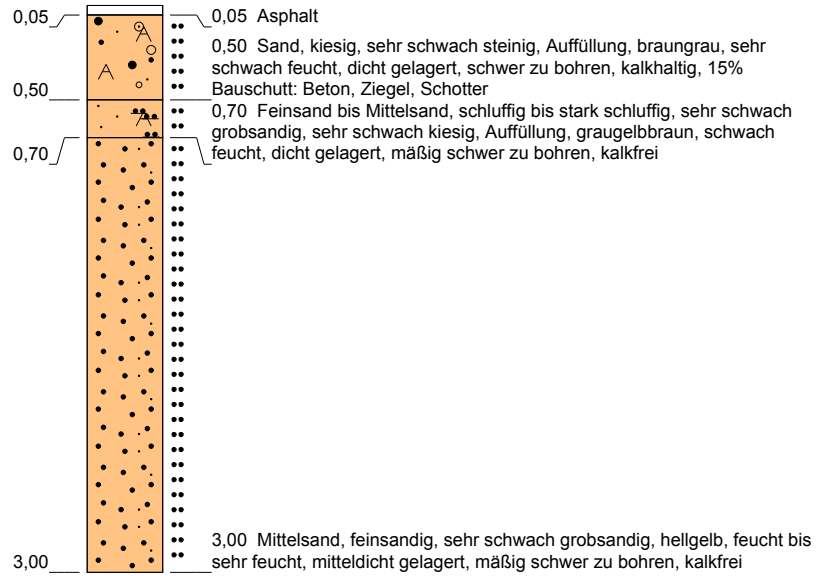 0,05
0,05 Asphalt
0,50 Sand, kiesig, sehr schwach steinig, Auffüllung, braungrau, sehr
schwach feucht, dicht gelagert, schwer zu bohren, kalkhaltig, 15%
Bauschutt: Beton, Ziegel, Schotter
0,50
0,70 Feinsand bis Mittelsand, schluffig bis stark schluffig, sehr schwach
grobsandig, sehr schwach kiesig, Auffüllung, graugelbbraun, schwach
feucht, dicht gelagert, mäßig schwer zu bohren, kalkfrei
0,70
3,00 Mittelsand, feinsandig, sehr schwach grobsandig, hellgelb, feucht bis
sehr feucht, mitteldicht gelagert, mäßig schwer zu bohren, kalkfrei
3,00
A
A
A